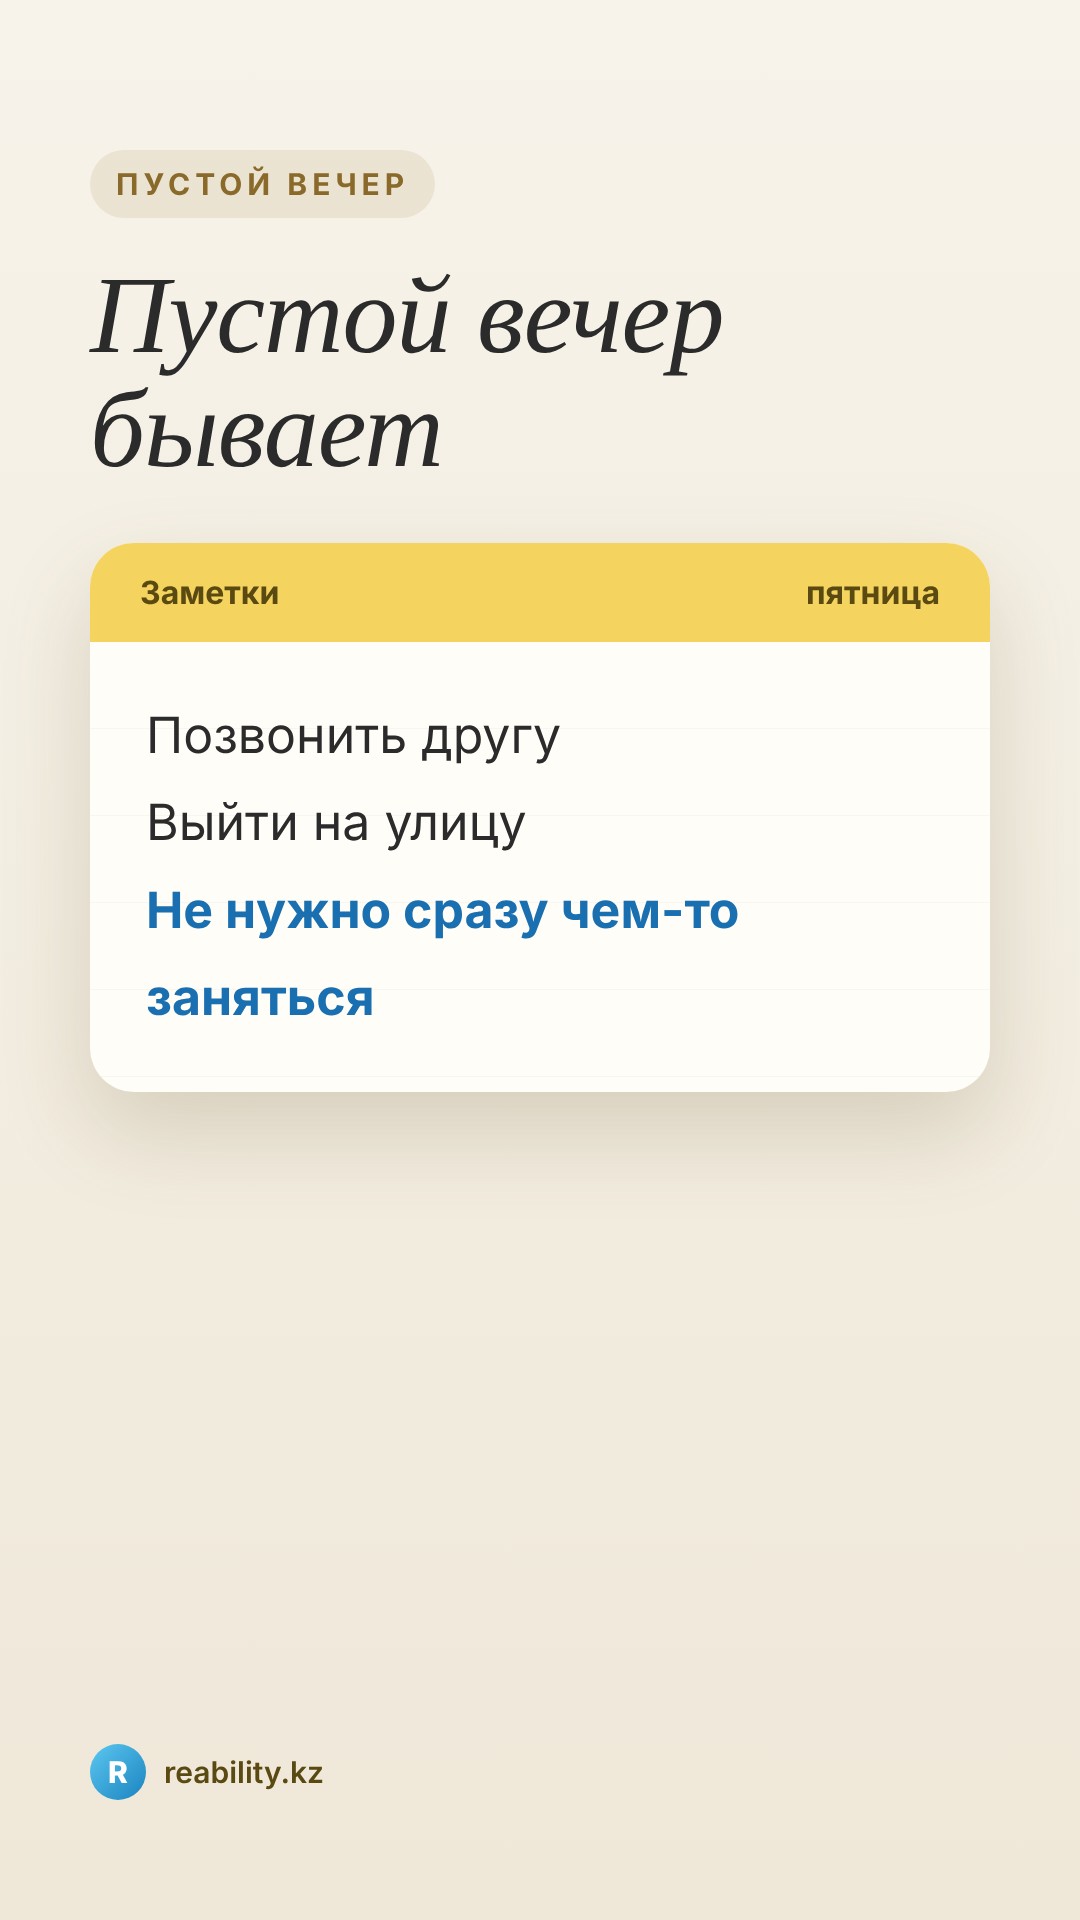 ПУСТОЙ ВЕЧЕР
Пустой вечер
бывает
Заметки
пятница
Позвонить другу
Выйти на улицу
Не нужно сразу чем-то
заняться
R
reability.kz